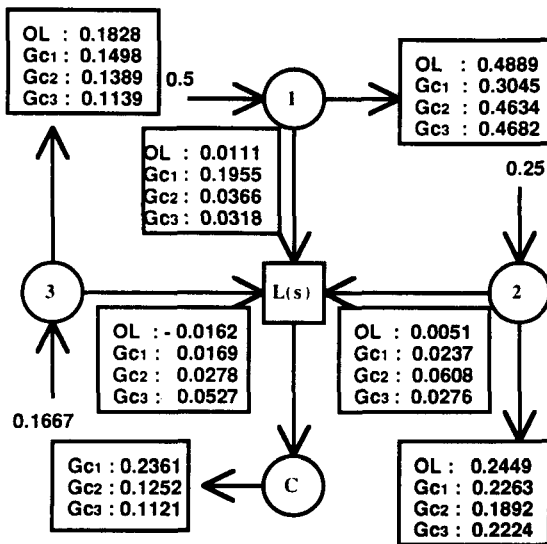 OL : 0.1828
Gc1 : 0.1498
Gc2 : 0.1389
Gc3 : 0.1139
0.5
1
OL : 0.4889
Gc1 : 0.3045
Gc2 : 0.4634
Gc3 : 0.4682
OL : 0.0111
Gc1 : 0.1955
Gc2 : 0.0366
Gc3 : 0.0318
0.25
3
L(s)
2
OL : - 0.0162
Gc1 : 0.0169
Gc2 : 0.0278
Gc3 : 0.0527
OL : 0.0051
Gc1 : 0.0237
Gc2 : 0.0608
Gc3 : 0.0276
0.1667
Gc1 : 0.2361
Gc2 : 0.1252
Gc3 : 0.1121
C
OL : 0.2449
Gc1 : 0.2263
Gc2 : 0.1892
Gc3 : 0.2224